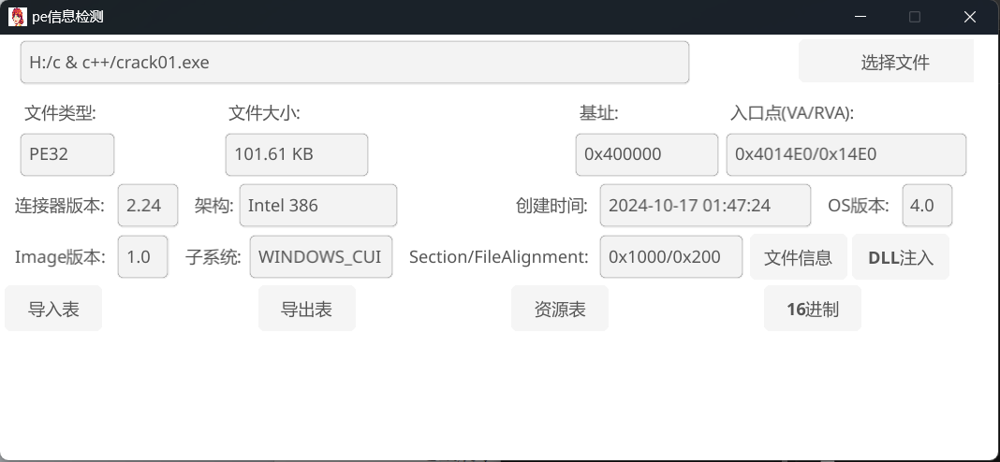 pe信息检测
H:/c & c++/crack01.exe 选择文件
文件类型: 文件大小: 基址: 入口点(VA/RVA):
PE32 101.61 KB 0x400000 0x4014E0/0x14E0
连接器版本: 2.24 架构: Intel 386 创建时间: 2024-10-17 01:47:24 OS版本: 4.0
Image版本: 1.0 子系统: WINDOWS_CUI Section/FileAlignment: 0x1000/0x200 文件信息 DLL注入
导入表 导出表 资源表 16进制